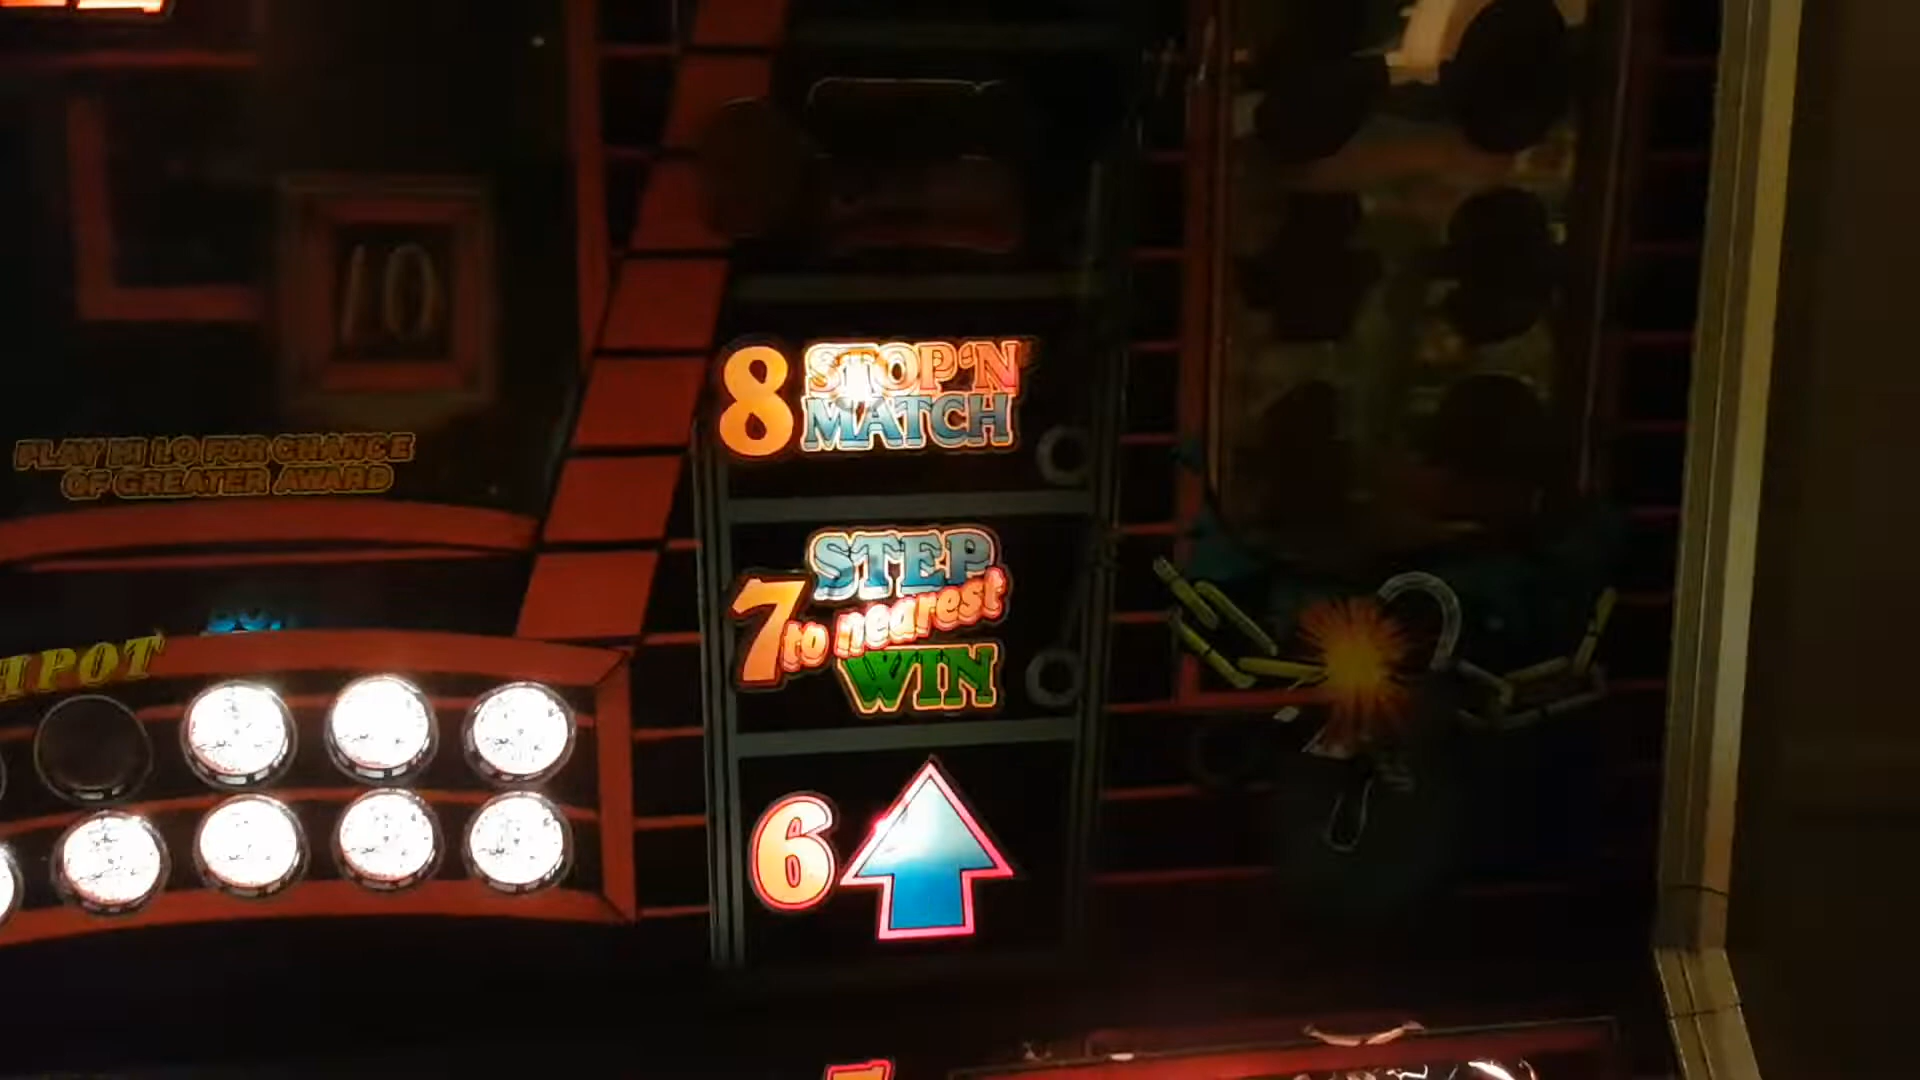 10
PLAY HI LO FOR CHANCE
OF GREATER AWARD
8 STOP 'N
MATCH
7 STEP
to nearest
WIN
6